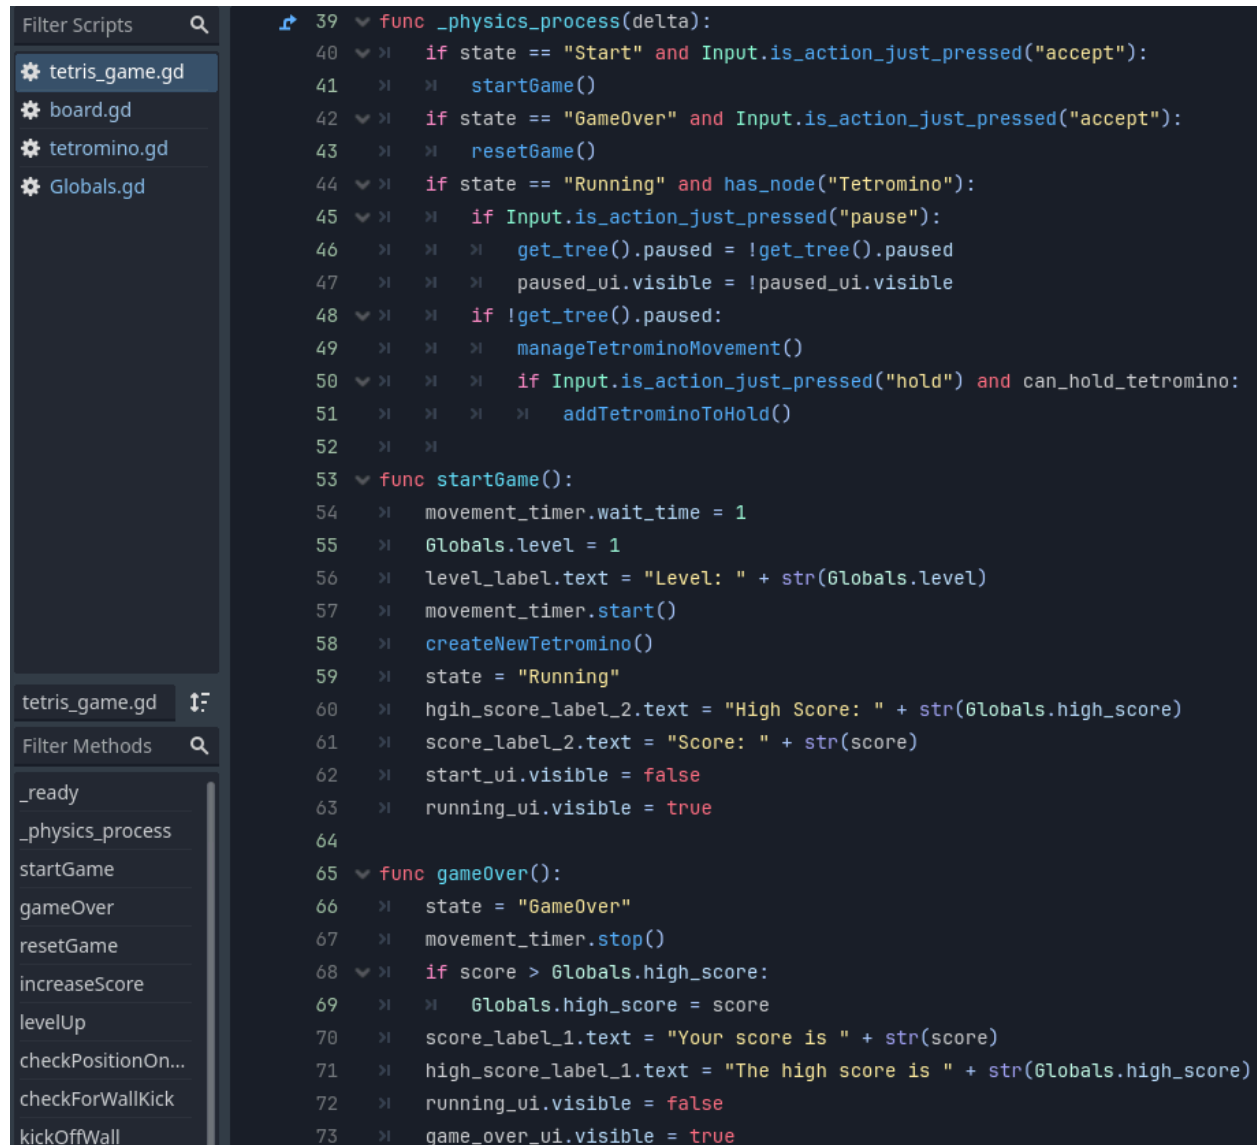 Filter Scripts
tetris_game.gd
board.gd
tetromino.gd
Globals.gd
tetris_game.gd
Filter Methods
_ready
_physics_process
startGame
gameOver
resetGame
increaseScore
levelUp
checkPositionOn...
checkForWallKick
kickOffWall
39 func _physics_process(delta):
40 if state == "Start" and Input.is_action_just_pressed("accept"):
41 startGame()
42 if state == "GameOver" and Input.is_action_just_pressed("accept"):
43 resetGame()
44 if state == "Running" and has_node("Tetromino"):
45 if Input.is_action_just_pressed("pause"):
46 get_tree().paused = !get_tree().paused
47 paused_ui.visible = !paused_ui.visible
48 if !get_tree().paused:
49 manageTetrominoMovement()
50 if Input.is_action_just_pressed("hold") and can_hold_tetromino:
51 addTetrominoToHold()
52
53 func startGame():
54 movement_timer.wait_time = 1
55 Globals.level = 1
56 level_label.text = "Level: " + str(Globals.level)
57 movement_timer.start()
58 createNewTetromino()
59 state = "Running"
60 hgih_score_label_2.text = "High Score: " + str(Globals.high_score)
61 score_label_2.text = "Score: " + str(score)
62 start_ui.visible = false
63 running_ui.visible = true
64
65 func gameOver():
66 state = "GameOver"
67 movement_timer.stop()
68 if score > Globals.high_score:
69 Globals.high_score = score
70 score_label_1.text = "Your score is " + str(score)
71 high_score_label_1.text = "The high score is " + str(Globals.high_score)
72 running_ui.visible = false
73 game_over_ui.visible = true